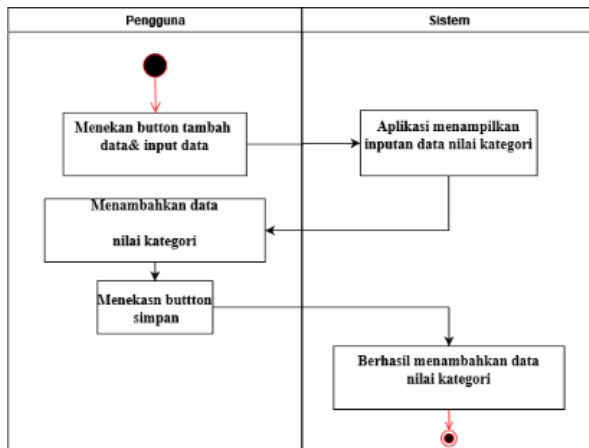 Pengguna
Sistem
Menekan button tambah
data& input data
Aplikasi menampilkan
inputan data nilai kategori
Menambahkan data
nilai kategori
Menekasn buttton
simpan
Berhasil menambahkan data
nilai kategori